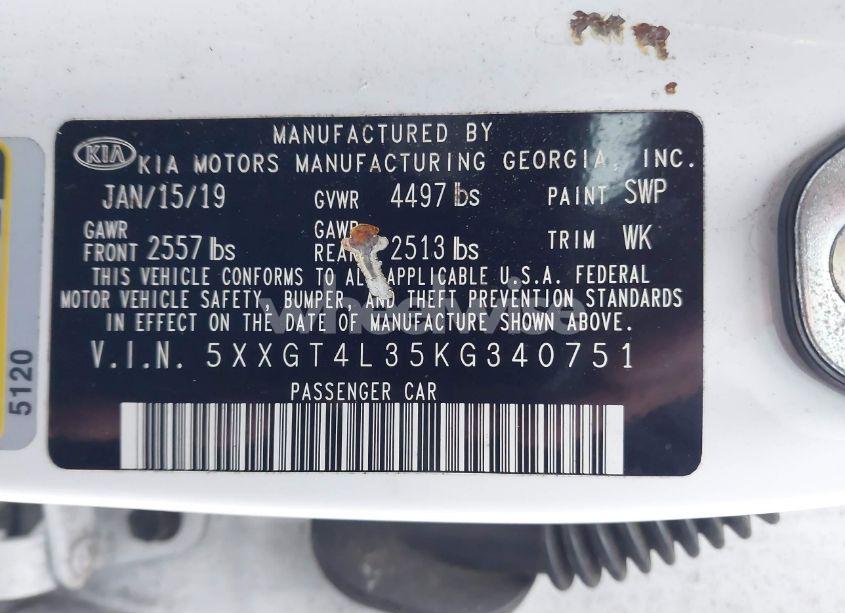 MANUFACTURED BY
KIA KIA MOTORS MANUFACTURING GEORGIA, INC.
JAN/15/19 GVWR 4497 lbs PAINT SWP
GAWR FRONT 2557 lbs GAWR REAR 2513 lbs TRIM WK
THIS VEHICLE CONFORMS TO ALL APPLICABLE U.S.A. FEDERAL
MOTOR VEHICLE SAFETY, BUMPER, AND THEFT PREVENTION STANDARDS
IN EFFECT ON THE DATE OF MANUFACTURE SHOWN ABOVE.
V.I.N. 5XXGT4L35KG340751
PASSENGER CAR
5120